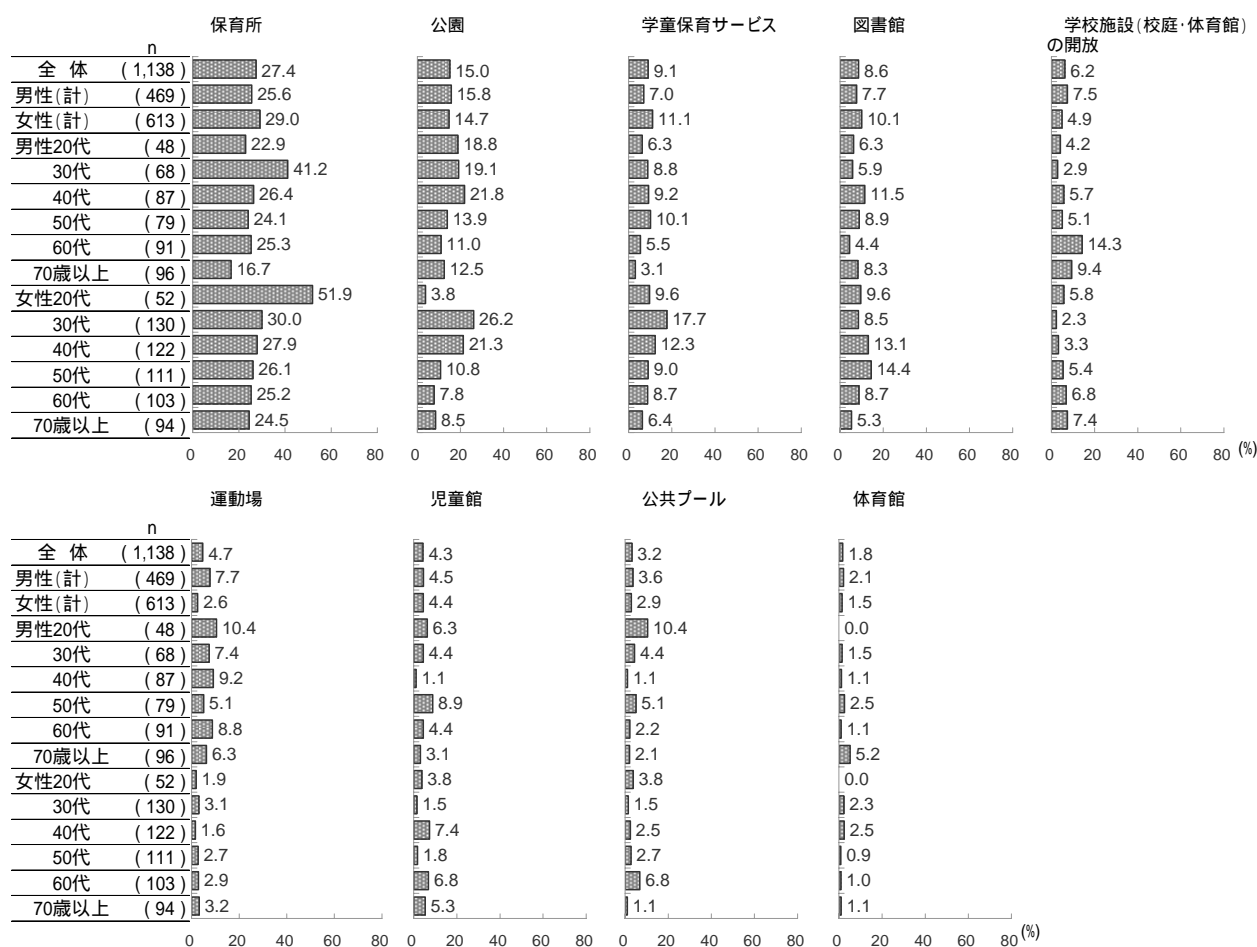 保育所 公園 学童保育サービス 図書館 学校施設(校庭・体育館)
の開放
n
全 体 (1,138) 27.4 15.0 9.1 8.6 6.2
男性(計) (469) 25.6 15.8 7.0 7.7 7.5
女性(計) (613) 29.0 14.7 11.1 10.1 4.9
男性20代 (48) 22.9 18.8 6.3 6.3 4.2
30代 (68) 41.2 19.1 8.8 5.9 2.9
40代 (87) 26.4 21.8 9.2 11.5 5.7
50代 (79) 24.1 13.9 10.1 8.9 5.1
60代 (91) 25.3 11.0 5.5 4.4 14.3
70歳以上 (96) 16.7 12.5 3.1 8.3 9.4
女性20代 (52) 51.9 3.8 9.6 9.6 5.8
30代 (130) 30.0 26.2 17.7 8.5 2.3
40代 (122) 27.9 21.3 12.3 13.1 3.3
50代 (111) 26.1 10.8 9.0 14.4 5.4
60代 (103) 25.2 7.8 8.7 8.7 6.8
70歳以上 (94) 24.5 8.5 6.4 5.3 7.4
0 20 40 60 80 0 20 40 60 80 0 20 40 60 80 0 20 40 60 80 0 20 40 60 80 (%)
運動場 児童館 公共プール 体育館
n
全 体 (1,138) 4.7 4.3 3.2 1.8
男性(計) (469) 7.7 4.5 3.6 2.1
女性(計) (613) 2.6 4.4 2.9 1.5
男性20代 (48) 10.4 6.3 10.4 0.0
30代 (68) 7.4 4.4 4.4 1.5
40代 (87) 9.2 1.1 1.1 1.1
50代 (79) 5.1 8.9 5.1 2.5
60代 (91) 8.8 4.4 2.2 1.1
70歳以上 (96) 6.3 3.1 2.1 5.2
女性20代 (52) 1.9 3.8 3.8 0.0
30代 (130) 3.1 1.5 1.5 2.3
40代 (122) 1.6 7.4 2.5 2.5
50代 (111) 2.7 1.8 2.7 0.9
60代 (103) 2.9 6.8 6.8 1.0
70歳以上 (94) 3.2 5.3 1.1 1.1
0 20 40 60 80 0 20 40 60 80 0 20 40 60 80 0 20 40 60 80 (%)